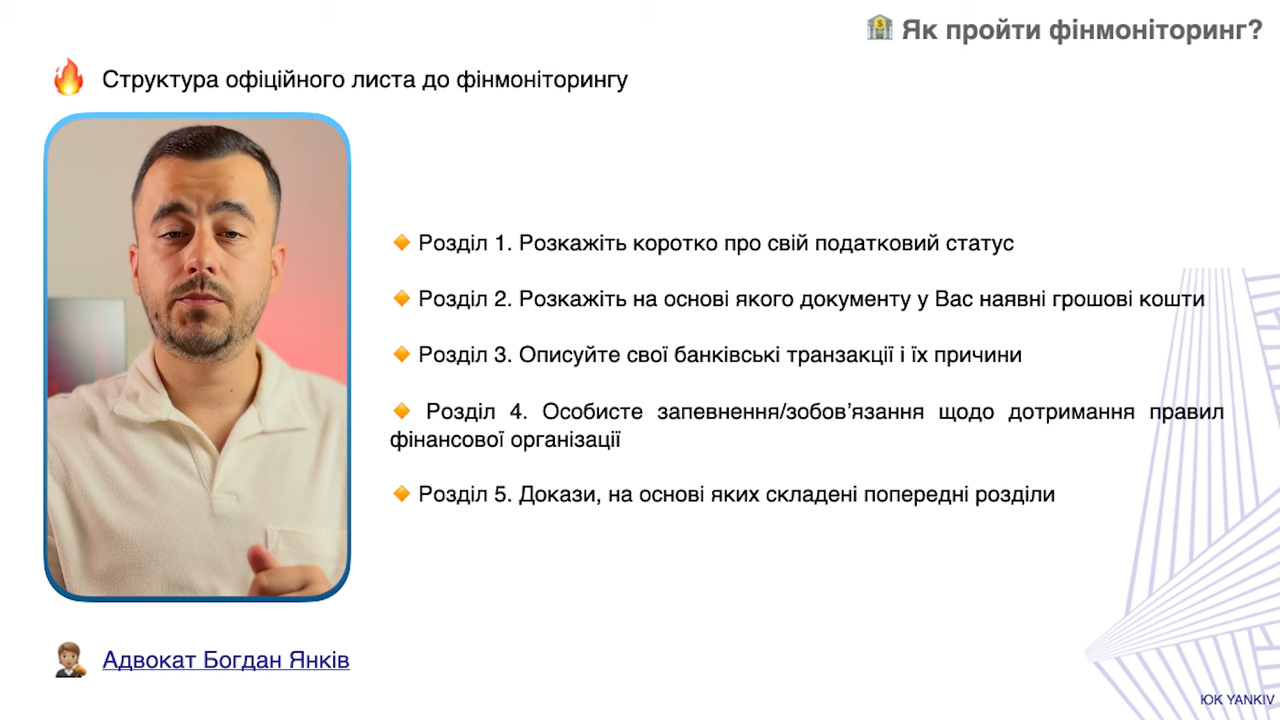 Як пройти фінмоніторинг?
Структура офіційного листа до фінмоніторингу
Розділ 1. Розкажіть коротко про свій податковий статус
Розділ 2. Розкажіть на основі якого документу у Вас наявні грошові кошти
Розділ 3. Описуйте свої банківські транзакції і їх причини
Розділ 4. Особисте запевнення/зобов’язання щодо дотримання правил
фінансової організації
Розділ 5. Докази, на основі яких складені попередні розділи
Адвокат Богдан Янків
ЮК YANKIV